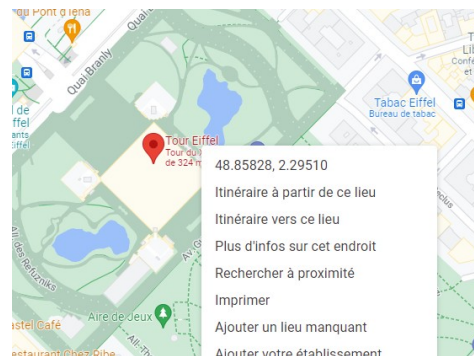 du Pont d'Iéna
Quai Branly
Tour Eiffel
Tour du
de 324 m
Tabac Eiffel
Bureau de tabac
48.85828, 2.29510
Itinéraire à partir de ce lieu
Itinéraire vers ce lieu
Plus d'infos sur cet endroit
Rechercher à proximité
Imprimer
Ajouter un lieu manquant
Ajouter votre établissement
All. des Refuzniks
Aire de Jeux
astel Café
estaurant Chez Ribe